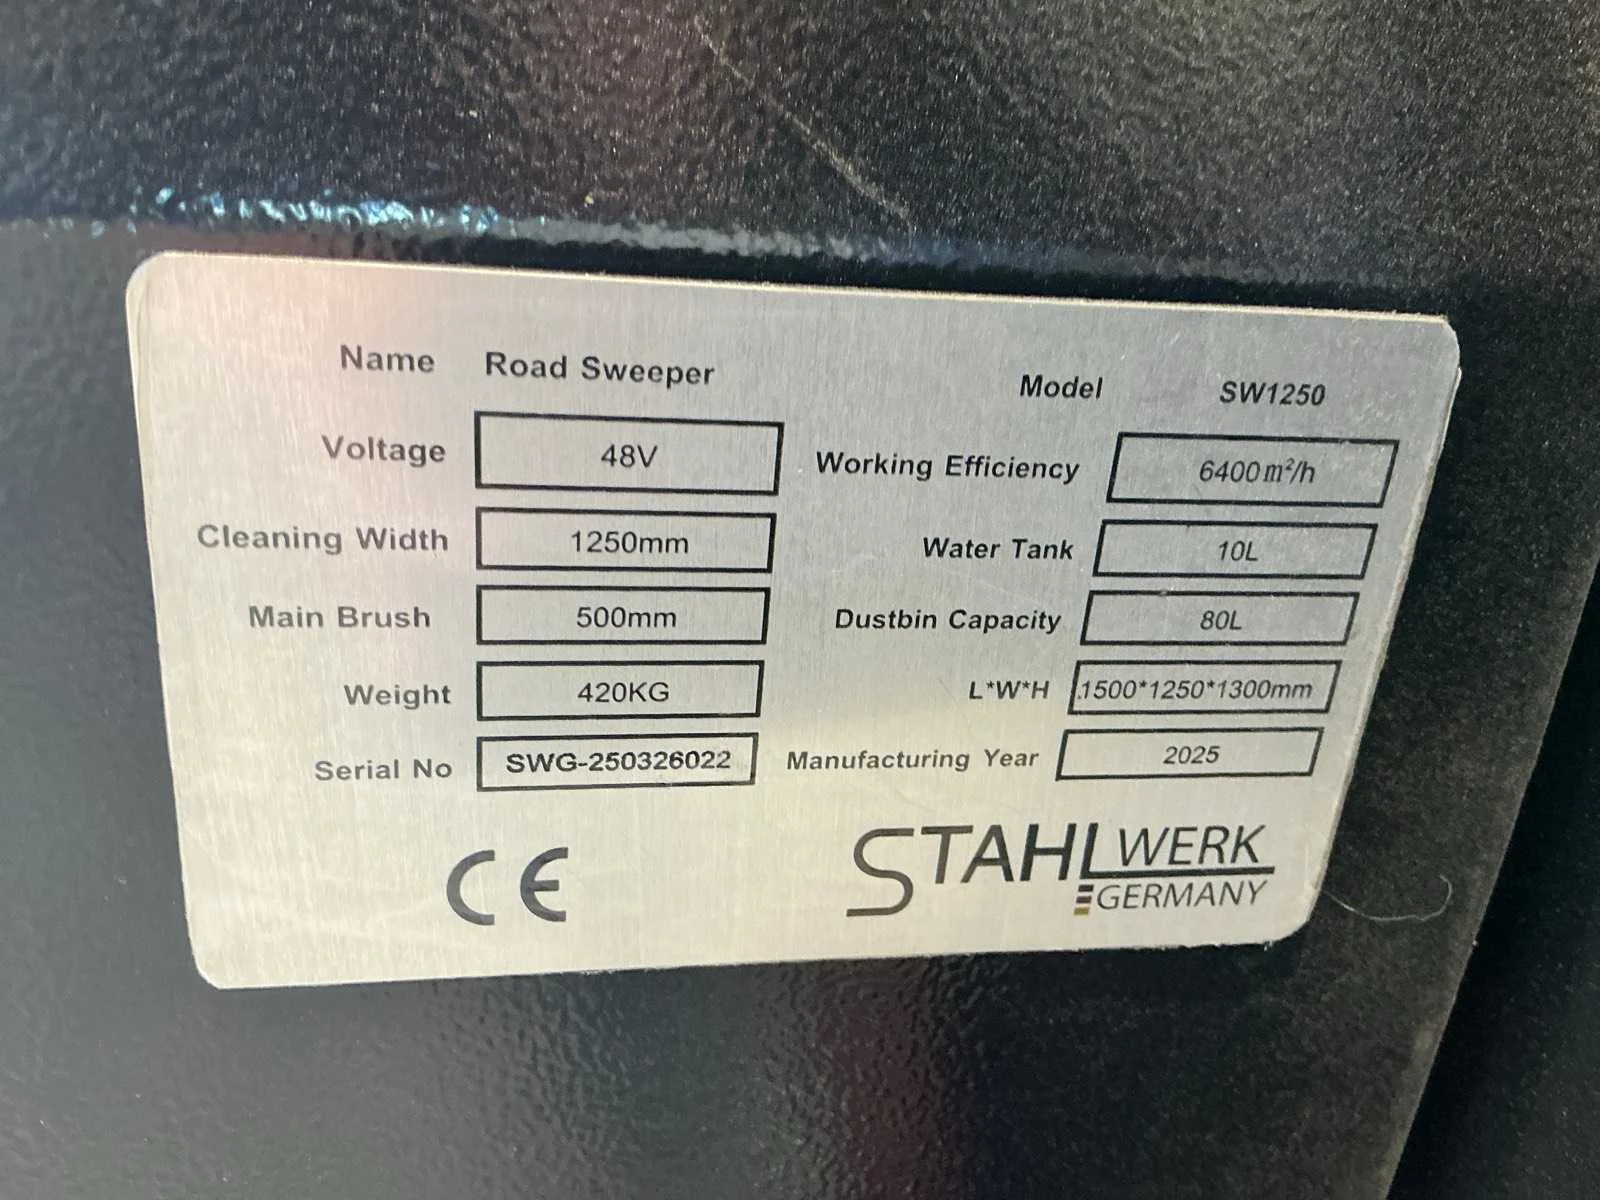 Name Road Sweeper Model SW1250
Voltage 48V Working Efficiency 6400m²/h
Cleaning Width 1250mm Water Tank 10L
Main Brush 500mm Dustbin Capacity 80L
Weight 420KG L*W*H 1500*1250*1300mm
Serial No SWG-250326022 Manufacturing Year 2025
CE STAHLWERK
GERMANY